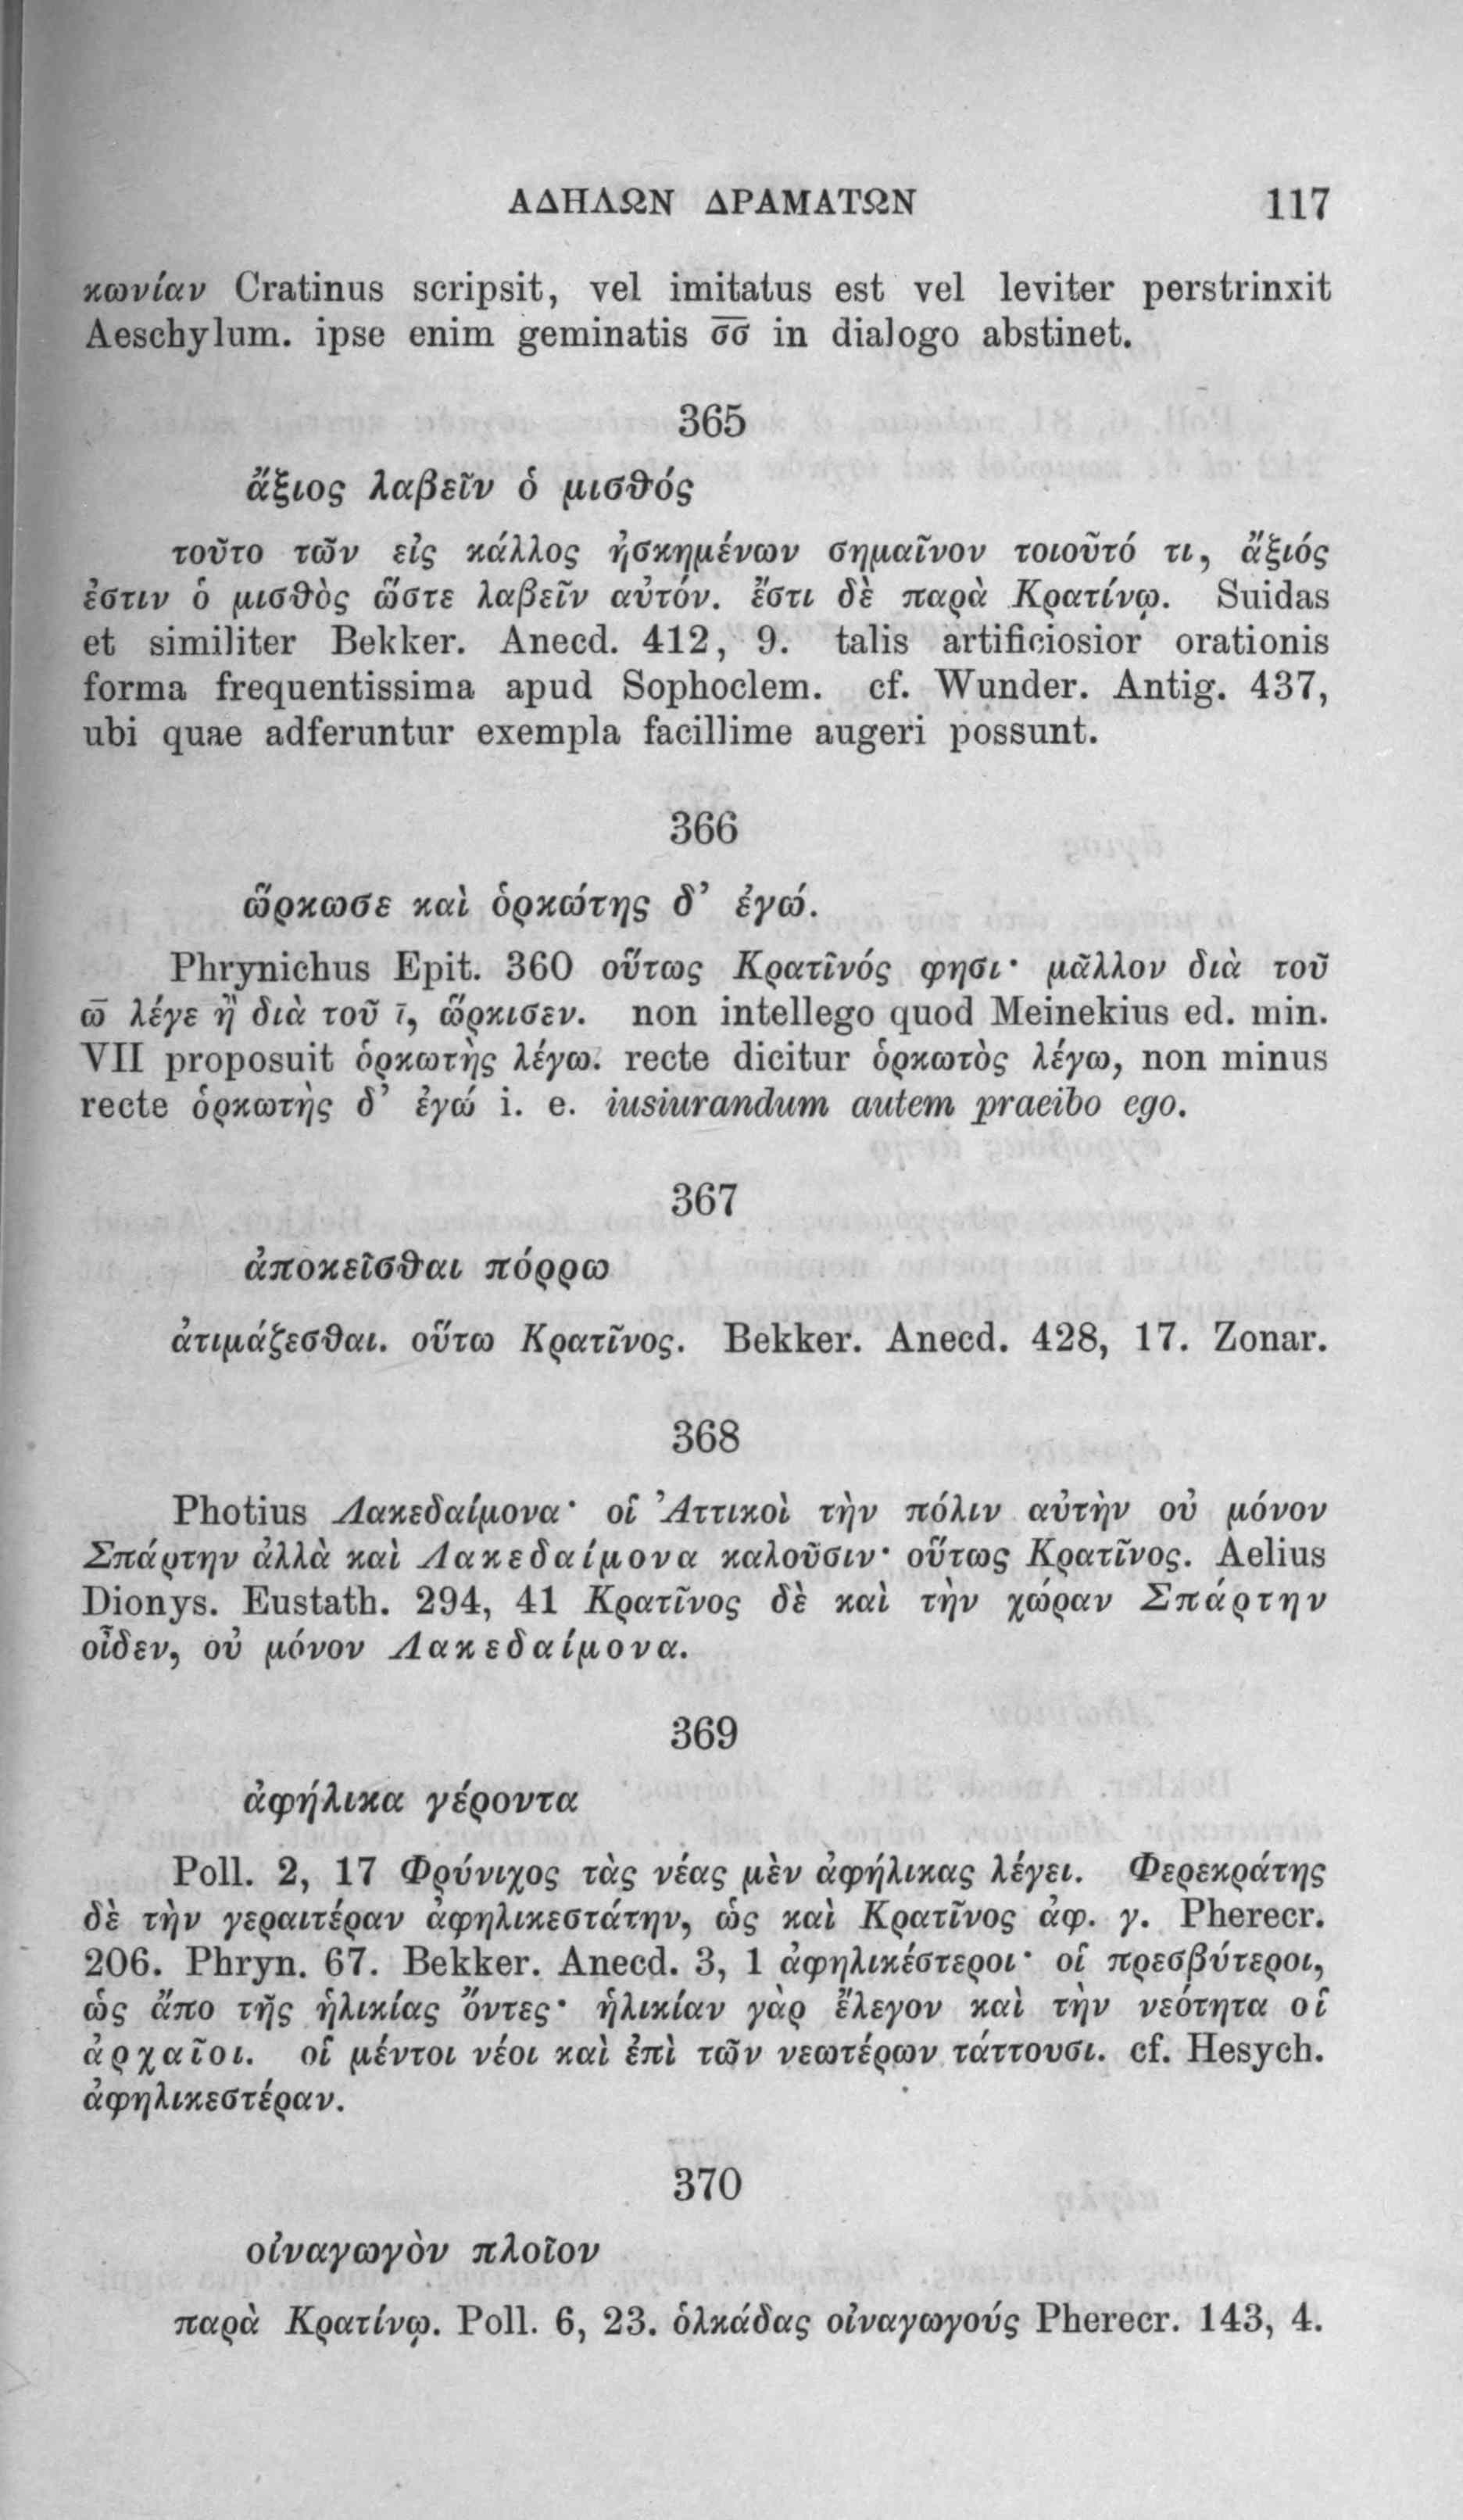 ΑΔΗΛΩΝ ΔΡΑΜΑΤΩΝ 117
κωνίαν Cratinus scripsit, vel imitatus est vel leviter perstrinxit
Aeschylum. ipse enim geminatis σ̅σ̅ in dialogo abstinet.
365
ἄξιος λαβεῖν ὁ μισθός
τοῦτο τῶν εἰς κάλλος ἠσκημένων σημαῖνον τοιοῦτό τι, ἄξιός
ἐστιν ὁ μισθὸς ὥστε λαβεῖν αὐτόν. ἔστι δὲ παρὰ Κρατίνῳ. Suidas
et similiter Bekker. Anecd. 412, 9. talis artificiosior orationis
forma frequentissima apud Sophoclem. cf. Wunder. Antig. 437,
ubi quae adferuntur exempla facillime augeri possunt.
366
ὥρκωσε καὶ ὁρκώτης δ’ ἐγώ.
Phrynichus Epit. 360 οὕτως Κρατῖνός φησι· μᾶλλον διὰ τοῦ
ω̅ λέγε ἢ διὰ τοῦ ῑ, ὥρκισεν. non intellego quod Meinekius ed. min.
VII proposuit ὁρκωτὴς λέγω. recte dicitur ὁρκωτὸς λέγω, non minus
recte ὁρκωτὴς δ’ ἐγώ i. e. iusiurandum autem praeibo ego.
367
ἀποκεῖσθαι πόρρω
ἀτιμάζεσθαι. οὕτω Κρατῖνος. Bekker. Anecd. 428, 17. Zonar.
368
Photius Λακεδαίμονα· οἱ Ἀττικοὶ τὴν πόλιν αὐτὴν οὐ μόνον
Σπάρτην ἀλλὰ καὶ Λακεδαίμονα καλοῦσιν· οὕτως Κρατῖνος. Aelius
Dionys. Eustath. 294, 41 Κρατῖνος δὲ καὶ τὴν χώραν Σπάρτην
οἶδεν, οὐ μόνον Λακεδαίμονα.
369
ἀφήλικα γέροντα
Poll. 2, 17 Φρύνιχος τὰς νέας μὲν ἀφήλικας λέγει. Φερεκράτης
δὲ τὴν γεραιτέραν ἀφηλικεστάτην, ὡς καὶ Κρατῖνος ἀφ. γ. Pherecr.
206. Phryn. 67. Bekker. Anecd. 3, 1 ἀφηλικέστεροι· οἱ πρεσβύτεροι,
ὡς ἄπο τῆς ἡλικίας ὄντες· ἡλικίαν γὰρ ἔλεγον καὶ τὴν νεότητα οἱ
ἀρχαῖοι. οἱ μέντοι νέοι καὶ ἐπὶ τῶν νεωτέρων τάττουσι. cf. Hesych.
ἀφηλικεστέραν.
370
οἰναγωγὸν πλοῖον
παρὰ Κρατίνῳ. Poll. 6, 23. ὁλκάδας οἰναγωγούς Pherecr. 143, 4.